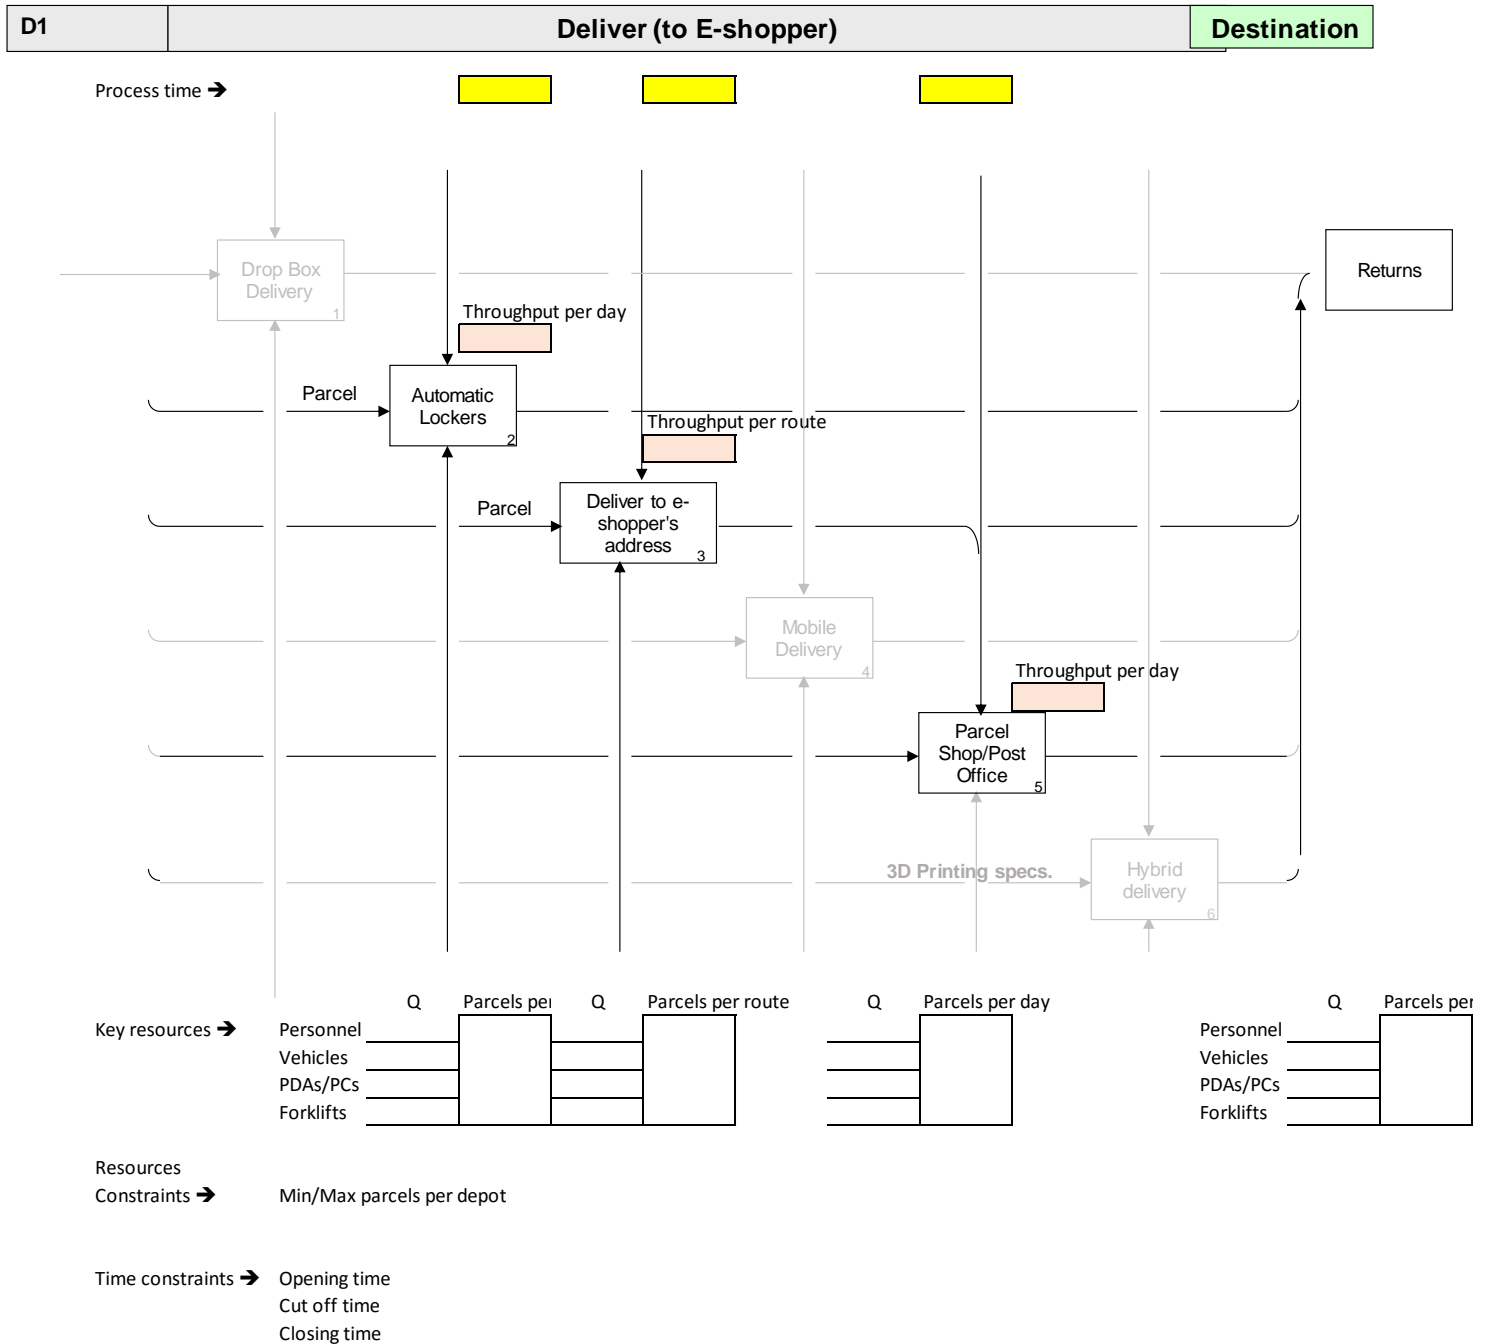 D1
Deliver (to E-shopper)
Destination
Process time ➔
Drop Box
Delivery
1
Returns
Throughput per day
Parcel
Automatic
Lockers
2
Throughput per route
Parcel
Deliver to e-
shopper's
address
3
Mobile
Delivery
4
Throughput per day
Parcel
Shop/Post
Office
5
3D Printing specs.
Hybrid
delivery
6
Q Parcels per Q Parcels per route Q Parcels per day Q Parcels per
Key resources ➔ Personnel Personnel
Vehicles Vehicles
PDAs/PCs PDAs/PCs
Forklifts Forklifts
Resources
Constraints ➔ Min/Max parcels per depot
Time constraints ➔ Opening time
Cut off time
Closing time